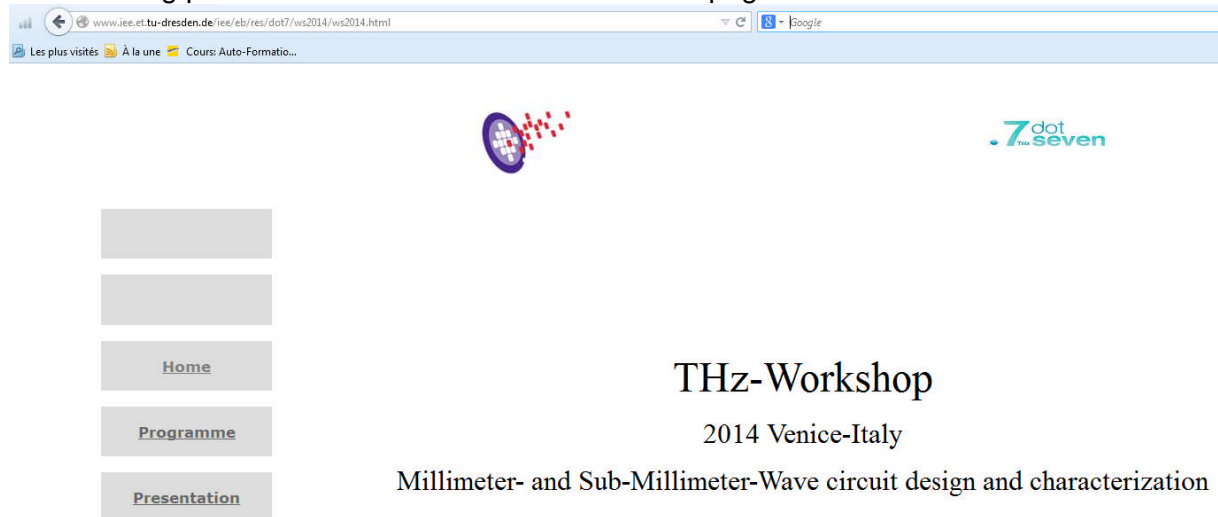 www.iee.et.tu-dresden.de/iee/eb/res/dot7/ws2014/ws2014.html
Google
Les plus visités
À la une
Cours: Auto-Formatio...
.7 dot seven
THz
Home
THz-Workshop
Programme
2014 Venice-Italy
Presentation
Millimeter- and Sub-Millimeter-Wave circuit design and characterization